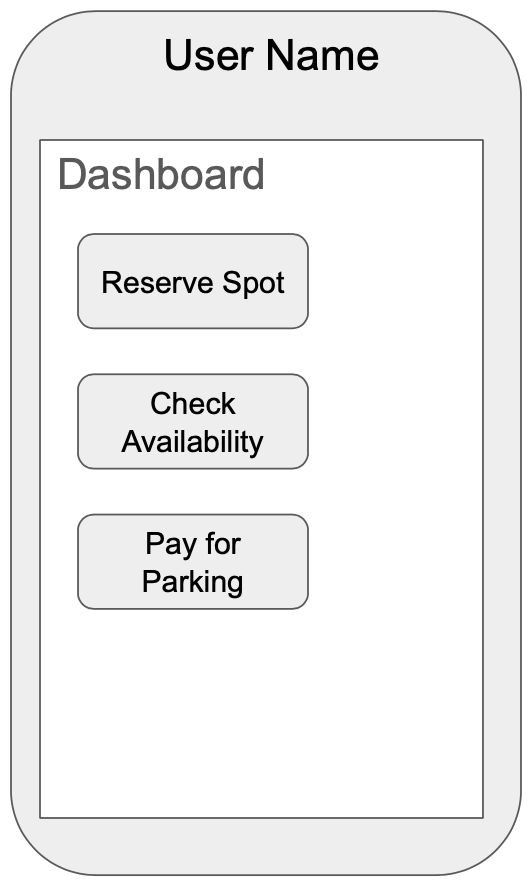 User Name
Dashboard
Reserve Spot
Check
Availability
Pay for
Parking